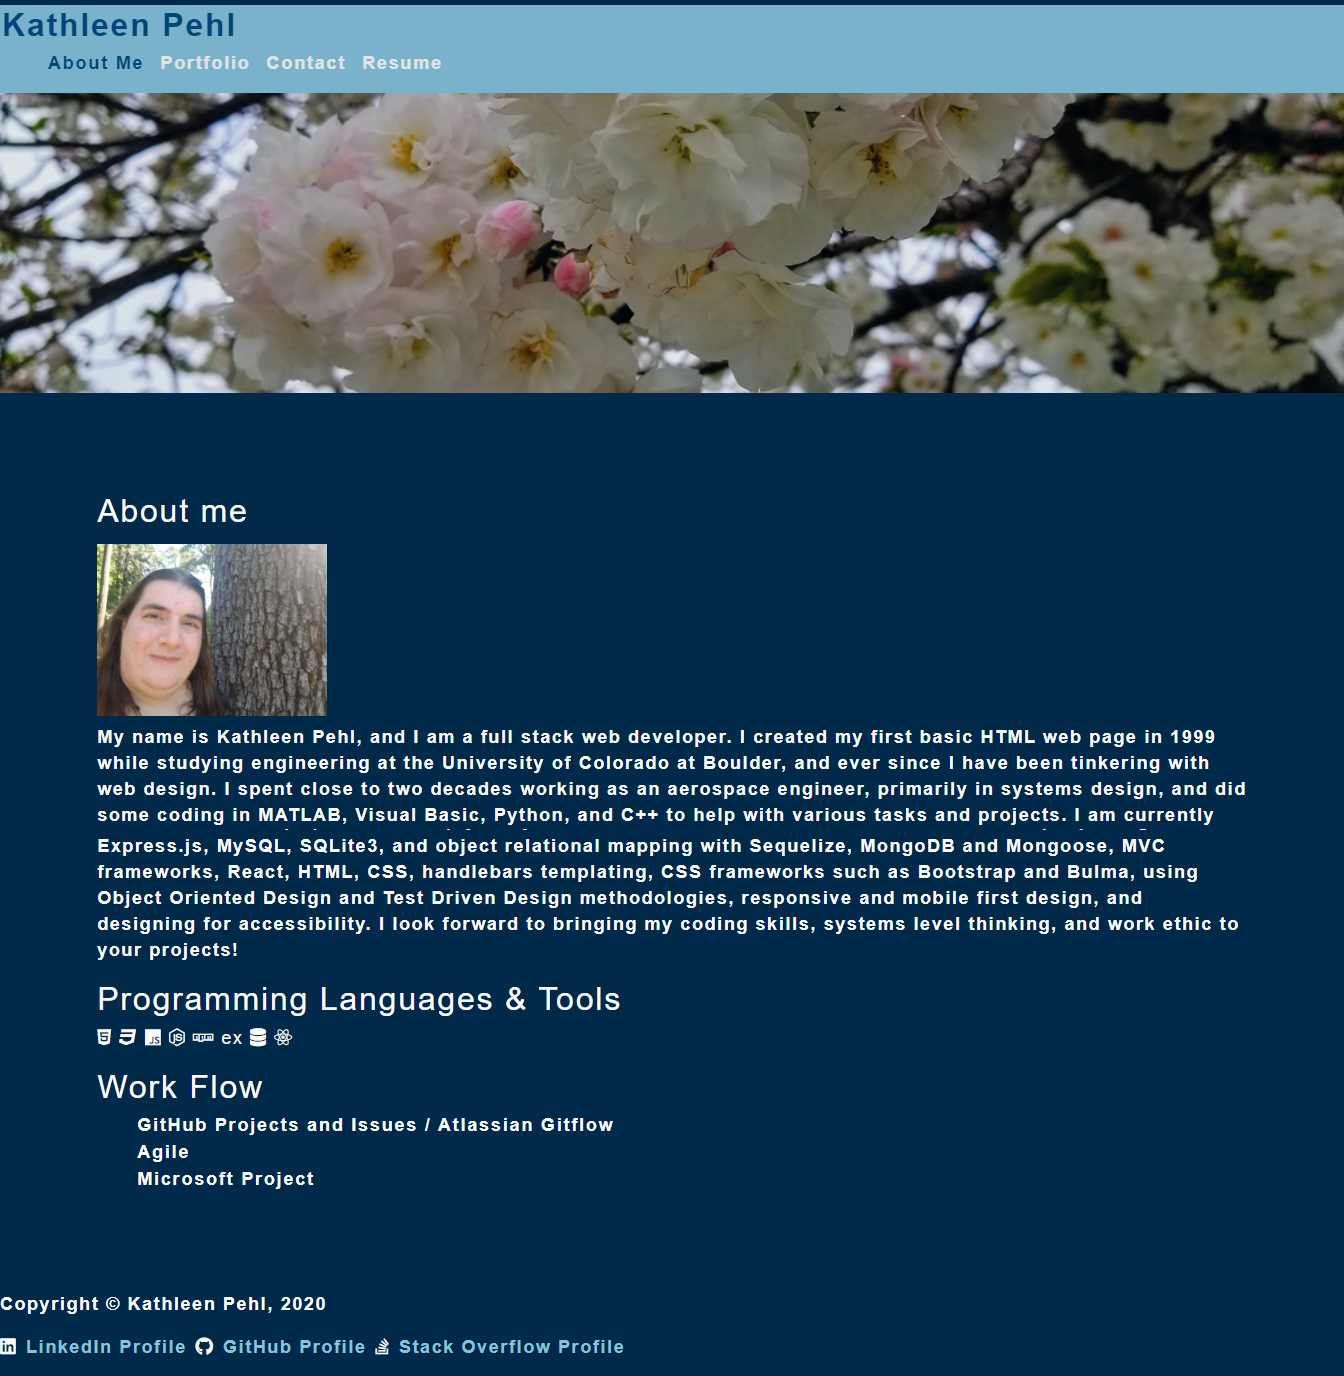 Kathleen Pehl
About Me Portfolio Contact Resume
About me
My name is Kathleen Pehl, and I am a full stack web developer. I created my first basic HTML web page in 1999
while studying engineering at the University of Colorado at Boulder, and ever since I have been tinkering with
web design. I spent close to two decades working as an aerospace engineer, primarily in systems design, and did
some coding in MATLAB, Visual Basic, Python, and C++ to help with various tasks and projects. I am currently
Express.js, MySQL, SQLite3, and object relational mapping with Sequelize, MongoDB and Mongoose, MVC
frameworks, React, HTML, CSS, handlebars templating, CSS frameworks such as Bootstrap and Bulma, using
Object Oriented Design and Test Driven Design methodologies, responsive and mobile first design, and
designing for accessibility. I look forward to bringing my coding skills, systems level thinking, and work ethic to
your projects!
Programming Languages & Tools
5 3 JS JS npm ex
Work Flow
GitHub Projects and Issues / Atlassian Gitflow
Agile
Microsoft Project
Copyright © Kathleen Pehl, 2020
in LinkedIn Profile GitHub Profile Stack Overflow Profile